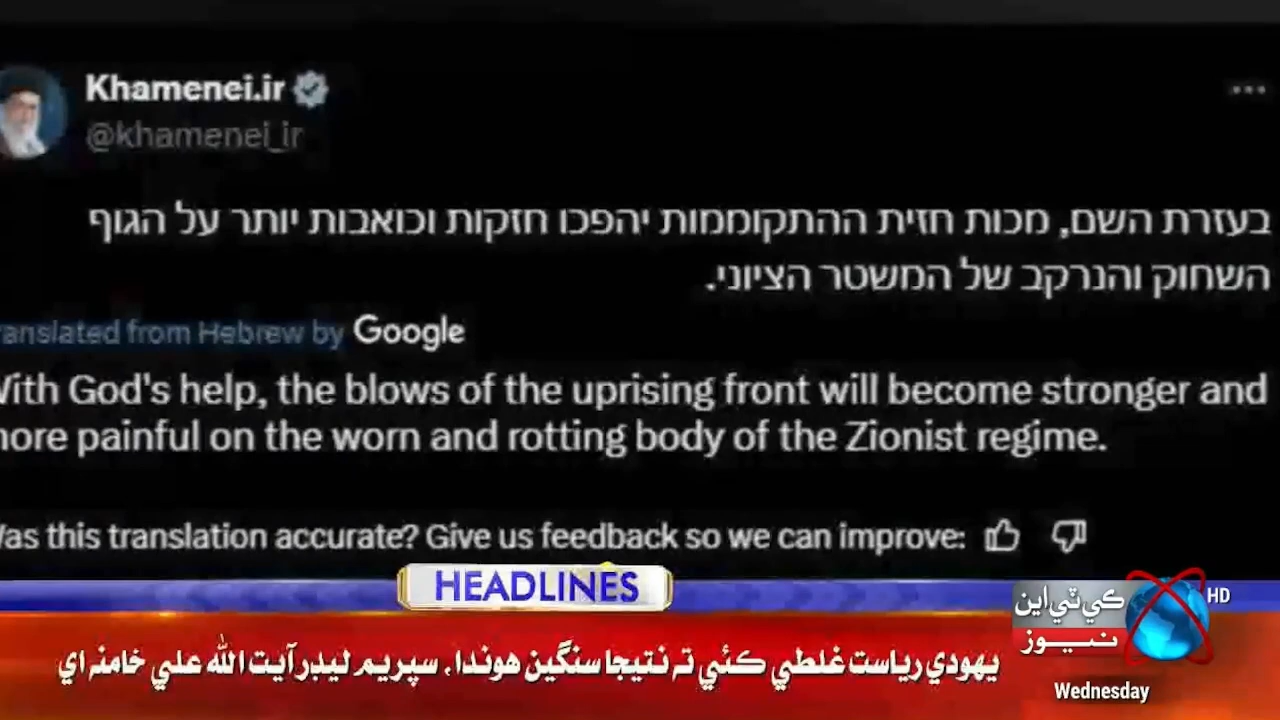 Khamenei.ir
@khamenei_ir
בעזרת השם, מכות חזית ההתקוממות יהפכו חזקות וכואבות יותר על הגוף
השחוק והנרקב של המשטר הציוני.
ranslated from Hebrew by Google
With God's help, the blows of the uprising front will become stronger and
more painful on the worn and rotting body of the Zionist regime.
Was this translation accurate? Give us feedback so we can improve:
HEADLINES
ڪي ٽي اين HD
نيوز
يهودي رياست غلطي ڪئي ته نتيجا سنگين هوندا، سپريم ليڊر آيت الله علي خامنه اي
Wednesday